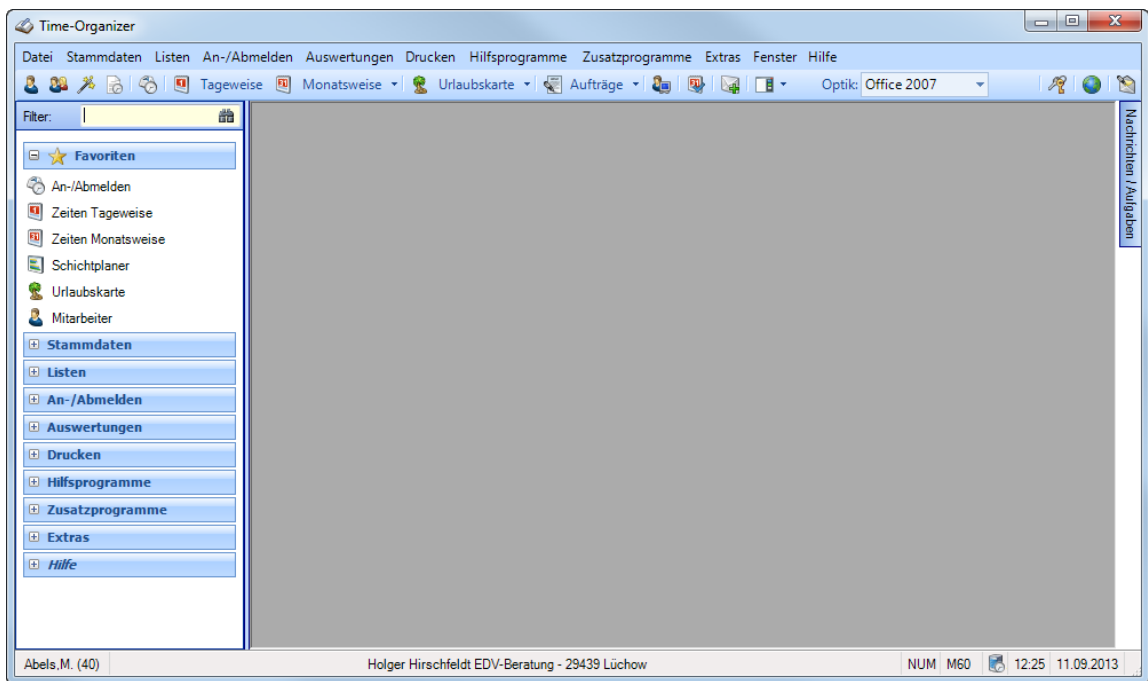 Time-Organizer
Datei Stammdaten Listen An-/Abmelden Auswertungen Drucken Hilfsprogramme Zusatzprogramme Extras Fenster Hilfe
Tageweise Monatsweise Urlaubskarte Aufträge Optik: Office 2007
Filter:
Favoriten
An-/Abmelden
Zeiten Tageweise
Zeiten Monatsweise
Schichtplaner
Urlaubskarte
Mitarbeiter
Stammdaten
Listen
An-/Abmelden
Auswertungen
Drucken
Hilfsprogramme
Zusatzprogramme
Extras
Hilfe
Nachrichten / Aufgaben
Abels,M. (40) Holger Hirschfeldt EDV-Beratung - 29439 Lüchow NUM M60 12:25 11.09.2013